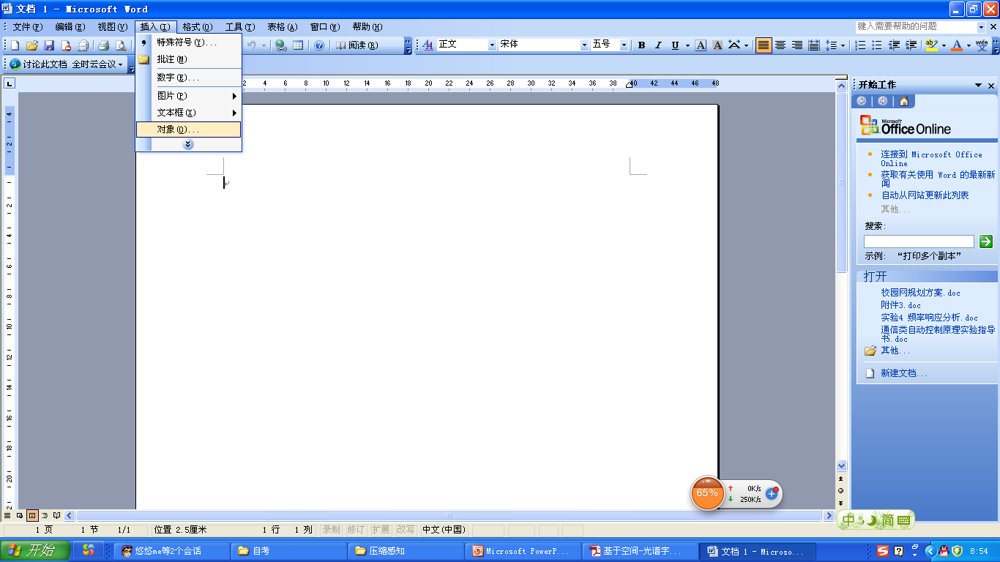 文档 1 - Microsoft Word
文件(F) 编辑(E) 视图(V) 插入(I) 格式(O) 工具(T) 表格(A) 窗口(W) 帮助(H) 键入需要帮助的问题
阅读(R) 正文 宋体 五号 B I U A A
讨论此文档 全时云会议
特殊符号(Y)...
批注(M)
数字(R)...
图片(P)
文本框(X)
对象(O)...
2 4 6 8 10 12 14 16 18 20 22 24 26 28 30 32 34 36 38 40 42 44 46 48
4
2
2
4
6
8
10
12
14
16
18
20
开始工作
Microsoft
Office Online
连接到 Microsoft Office
Online
获取有关使用 Word 的最新新
闻
自动从网站更新此列表
其他...
搜索:
示例: “打印多个副本”
打开
校园网规划方案.doc
附件3.doc
实验4 频率响应分析.doc
通信类自动控制原理实验指导
书.doc
其他...
新建文档...
65%
0K/s
250K/s
中 简
1 页 1 节 1/1 位置 2.5厘米 1 行 1 列 录制 修订 扩展 改写 中文(中国)
开始 悠悠me等2个会话 自考 压缩感知 Microsoft PowerP... 基于空间-光谱字... 文档 1 - Microso... 8:54